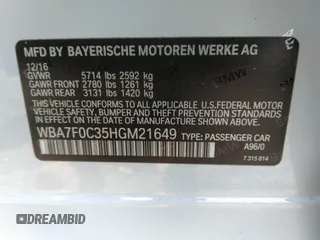 MFD BY BAYERISCHE MOTOREN WERKE AG
12/16
GVWR 5714 lbs 2592 kg
GAWR FRONT 2780 lbs 1261 kg
GAWR REAR 3131 lbs 1420 kg
THIS VEHICLE CONFORMS TO ALL APPLICABLE U.S.FEDERAL MOTOR
VEHICLE SAFETY, BUMPER, AND THEFT PREVENTION STANDARDS
IN EFFECT ON THE DATE OF MANUFACTURE SHOWN ABOVE.
WBA7F0C35HGM21649 TYPE: PASSENGER CAR
A96/0
7 315 814
DREAMBID